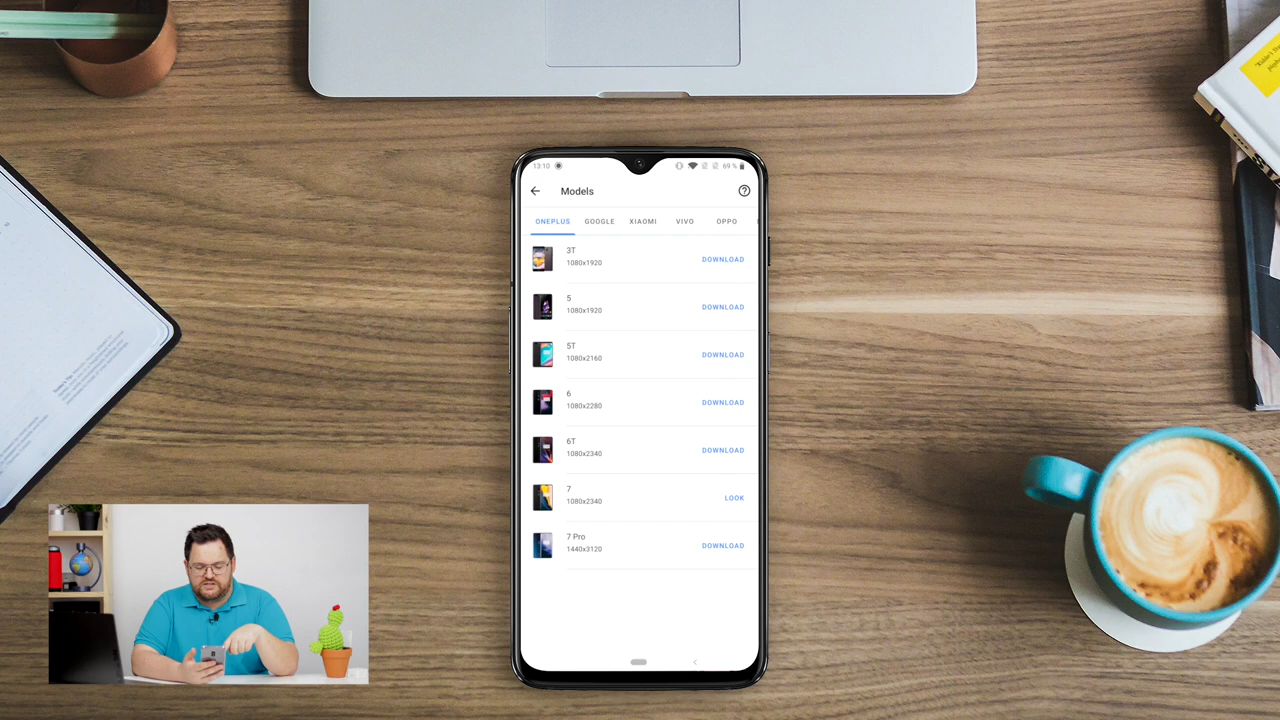 13:10
69 %
Models
ONEPLUS GOOGLE XIAOMI VIVO OPPO
3T
1080x1920
DOWNLOAD
5
1080x1920
DOWNLOAD
5T
1080x2160
DOWNLOAD
6
1080x2280
DOWNLOAD
6T
1080x2340
DOWNLOAD
7
1080x2340
LOOK
7 Pro
1440x3120
DOWNLOAD